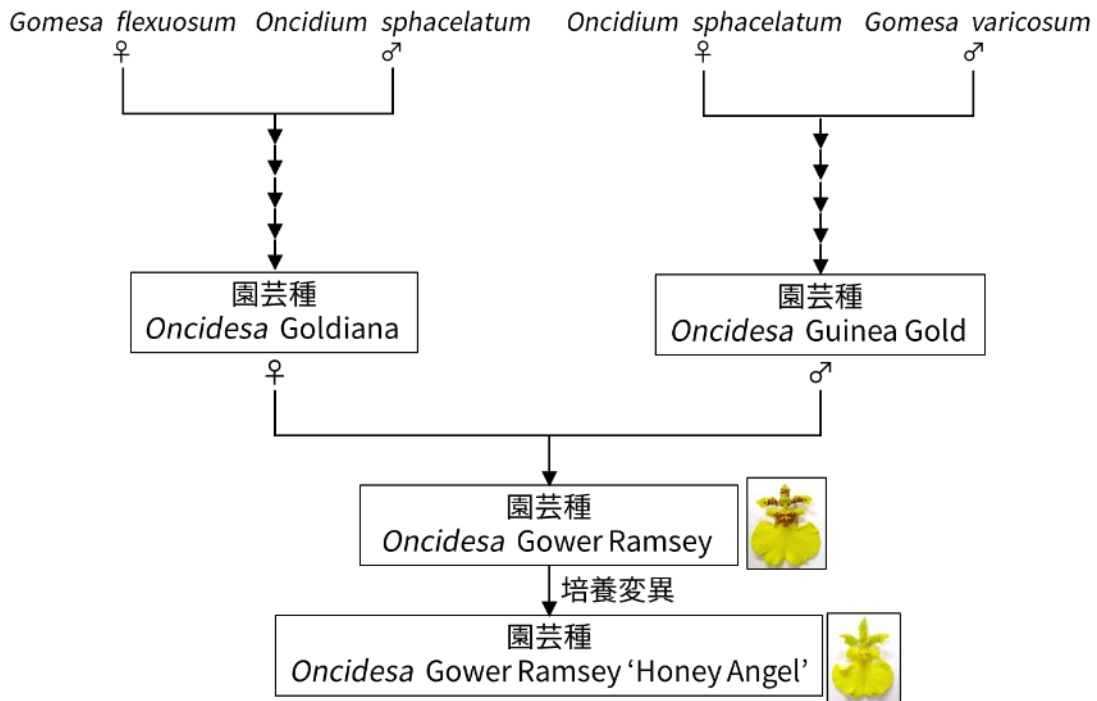 Gomesa flexuosum Oncidium sphacelatum Oncidium sphacelatum Gomesa varicosum
♀ ♂ ♀ ♂
園芸種
Oncidesa Goldiana
園芸種
Oncidesa Guinea Gold
♀ ♂
園芸種
Oncidesa Gower Ramsey
培養変異
園芸種
Oncidesa Gower Ramsey ‘Honey Angel’